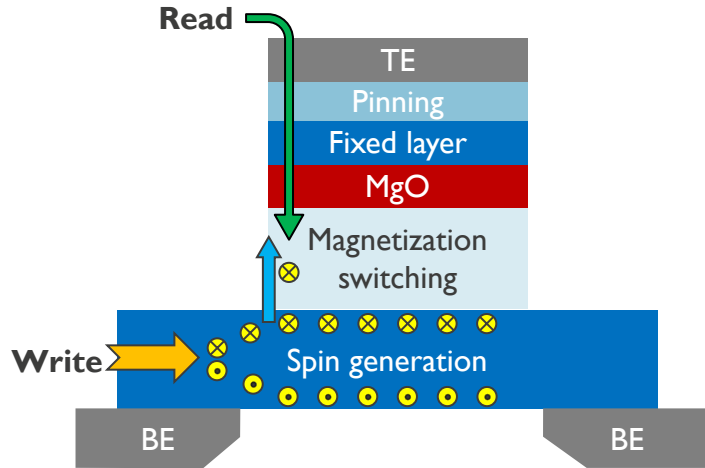 Read
TE
Pinning
Fixed layer
MgO
Magnetization
switching
Write
Spin generation
BE
BE